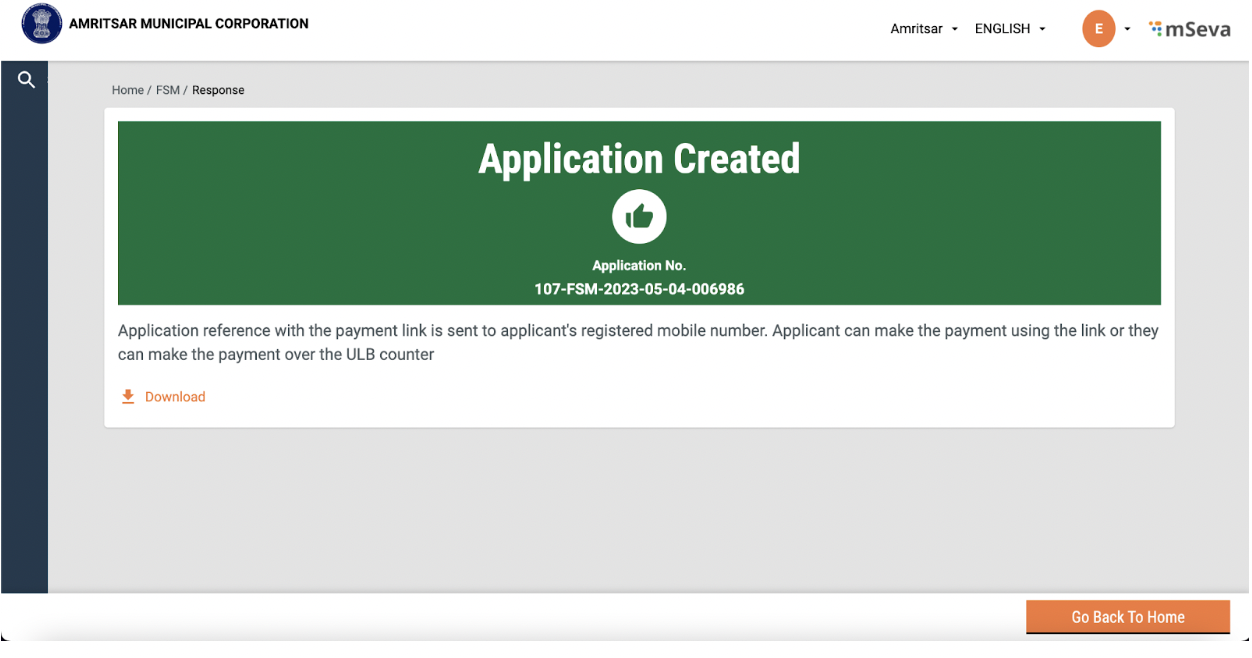 AMRITSAR MUNICIPAL CORPORATION
Amritsar
ENGLISH
E
mSeva
Home / FSM / Response
Application Created
Application No.
107-FSM-2023-05-04-006986
Application reference with the payment link is sent to applicant's registered mobile number. Applicant can make the payment using the link or they
can make the payment over the ULB counter
Download
Go Back To Home